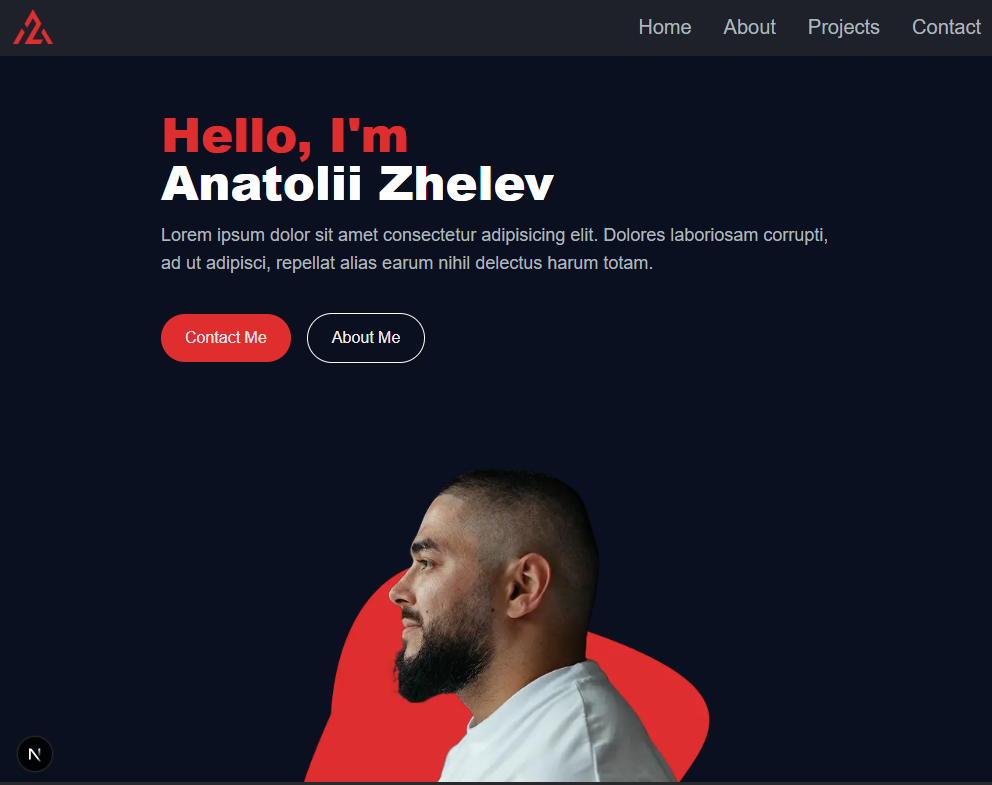 Home About Projects Contact
Hello, I'm
Anatolii Zhelev
Lorem ipsum dolor sit amet consectetur adipisicing elit. Dolores laboriosam corrupti,
ad ut adipisci, repellat alias earum nihil delectus harum totam.
Contact Me About Me
N